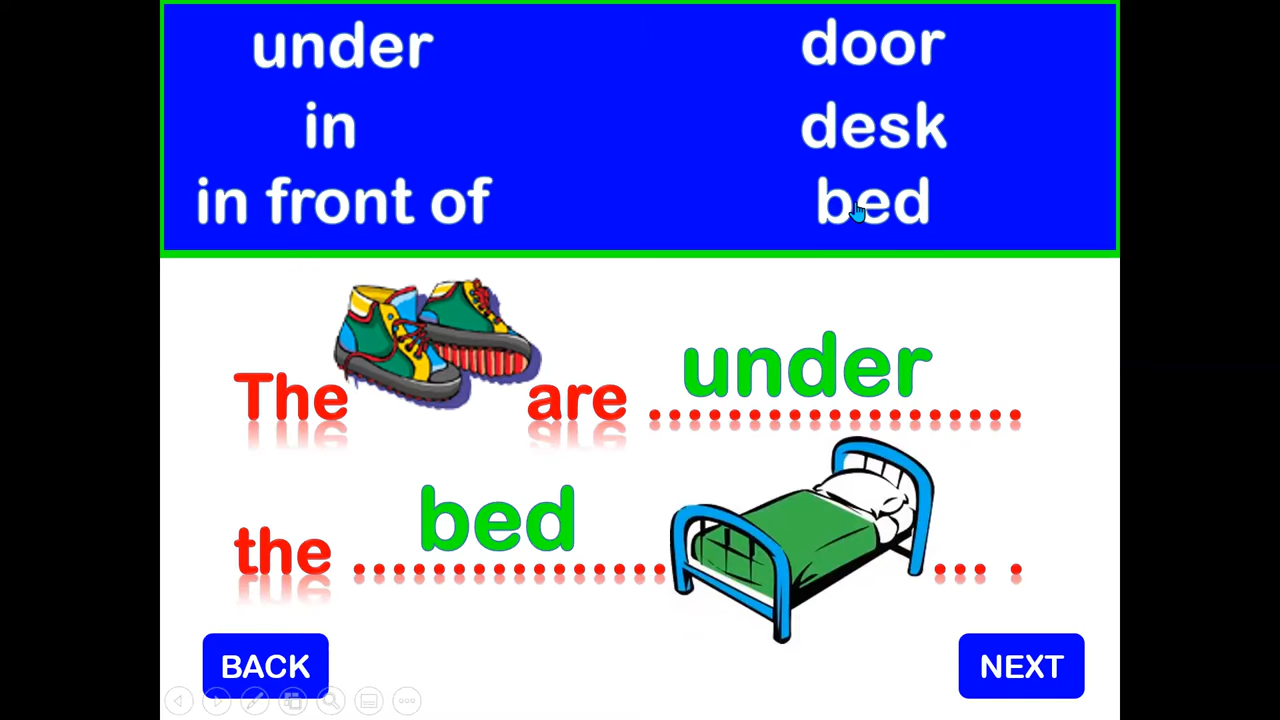 under door
in desk
in front of bed
The are under ..................
the bed ................... .
BACK NEXT